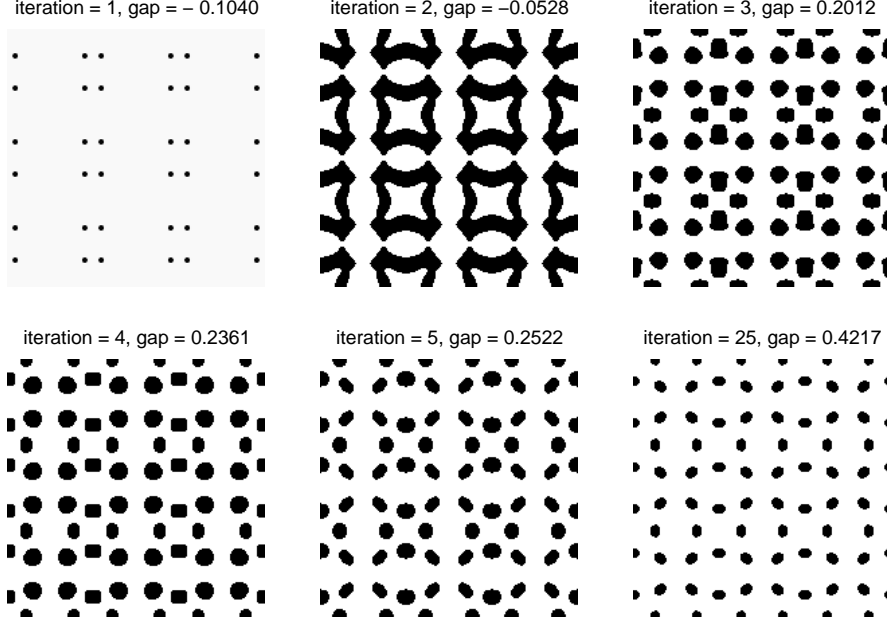 iteration = 1, gap = − 0.1040
iteration = 2, gap = −0.0528
iteration = 3, gap = 0.2012
iteration = 4, gap = 0.2361
iteration = 5, gap = 0.2522
iteration = 25, gap = 0.4217